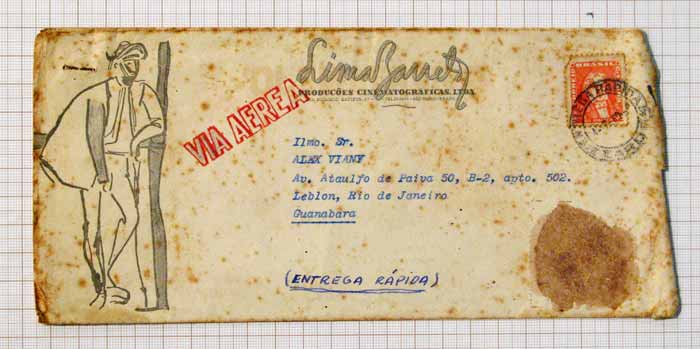 Lima Barreto
PRODUÇÕES CINEMATOGRAFICAS, LTDA.
VIA AEREA
BRASIL
Ilmo. Sr.
ALEX VIANY
Av. Ataulfo de Paiva 50, B-2, apto. 502.
Leblon, Rio de Janeiro
Guanabara
(ENTREGA RÁPIDA)